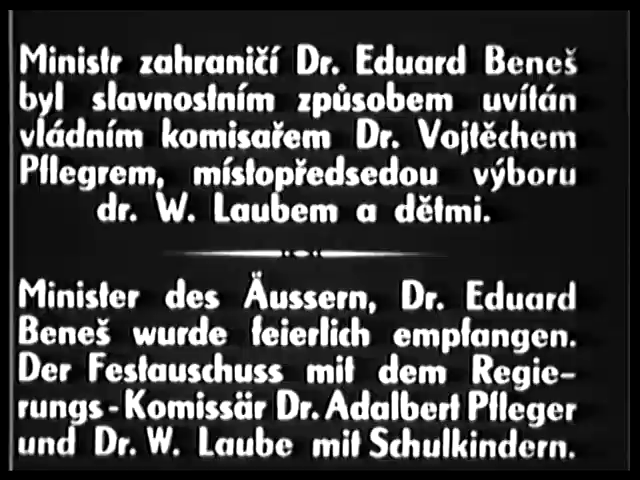 Ministr zahraničí Dr. Eduard Beneš
byl slavnostním způsobem uvítán
vládním komisařem Dr. Vojtěchem
Pflegrem, místopředsedou výboru
dr. W. Laubem a dětmi.
Minister des Äussern, Dr. Eduard
Beneš wurde feierlich empfangen.
Der Festauschuss mit dem Regie-
rungs-Komissär Dr. Adalbert Pfleger
und Dr. W. Laube mit Schulkindern.